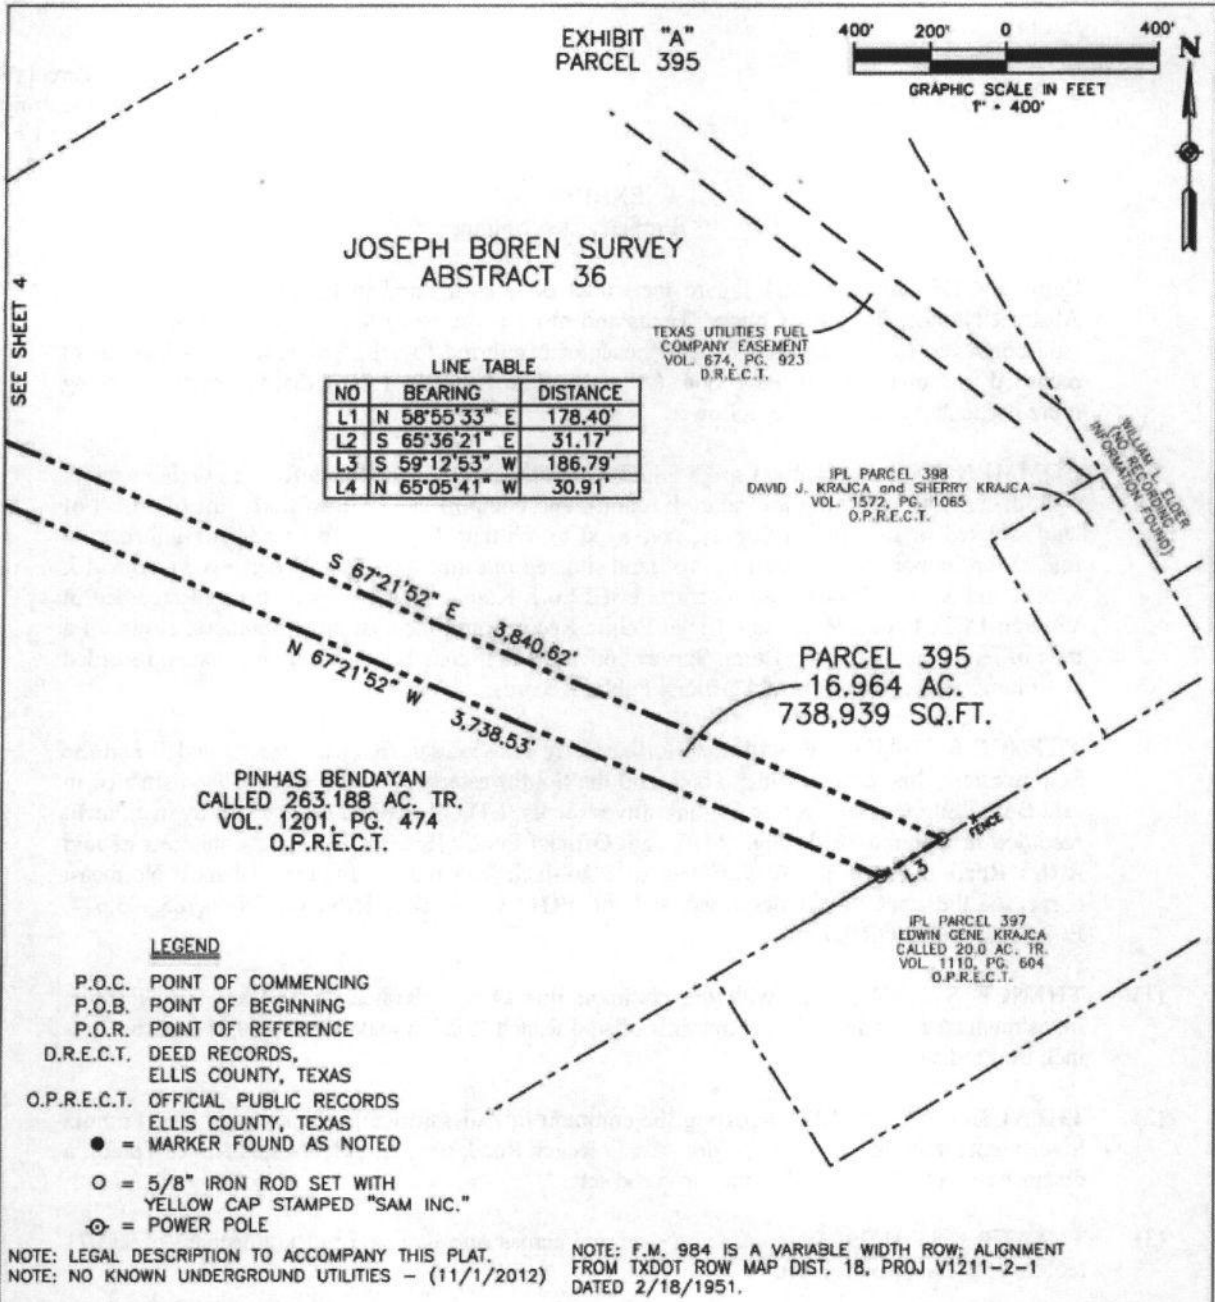 EXHIBIT "A"
PARCEL 395
400' 200' 0 400'
GRAPHIC SCALE IN FEET
1" = 400'
N
SEE SHEET 4
JOSEPH BOREN SURVEY
ABSTRACT 36
TEXAS UTILITIES FUEL
COMPANY EASEMENT
VOL. 674, PG. 923
D.R.E.C.T.
LINE TABLE
NO BEARING DISTANCE
L1 N 58°55'33" E 178.40'
L2 S 65°36'21" E 31.17'
L3 S 59°12'53" W 186.79'
L4 N 65°05'41" W 30.91'
WILLIAM L. ELDER
(NO RECORDING
INFORMATION FOUND)
IPL PARCEL 398
DAVID J. KRAJCA and SHERRY KRAJCA
VOL. 1572, PG. 1065
O.P.R.E.C.T.
S 67°21'52" E 3,840.62'
N 67°21'52" W 3,738.53'
PARCEL 395
16.964 AC.
738,939 SQ.FT.
PINHAS BENDAYAN
CALLED 263.188 AC. TR.
VOL. 1201, PG. 474
O.P.R.E.C.T.
FENCE
L3
IPL PARCEL 397
EDWIN GENE KRAJCA
CALLED 20.0 AC. TR.
VOL. 1110, PG. 604
O.P.R.E.C.T.
LEGEND
P.O.C. POINT OF COMMENCING
P.O.B. POINT OF BEGINNING
P.O.R. POINT OF REFERENCE
D.R.E.C.T. DEED RECORDS,
ELLIS COUNTY, TEXAS
O.P.R.E.C.T. OFFICIAL PUBLIC RECORDS
ELLIS COUNTY, TEXAS
= MARKER FOUND AS NOTED
= 5/8" IRON ROD SET WITH
YELLOW CAP STAMPED "SAM INC."
= POWER POLE
NOTE: LEGAL DESCRIPTION TO ACCOMPANY THIS PLAT.
NOTE: NO KNOWN UNDERGROUND UTILITIES - (11/1/2012)
NOTE: F.M. 984 IS A VARIABLE WIDTH ROW; ALIGNMENT
FROM TXDOT ROW MAP DIST. 18, PROJ V1211-2-1
DATED 2/18/1951.